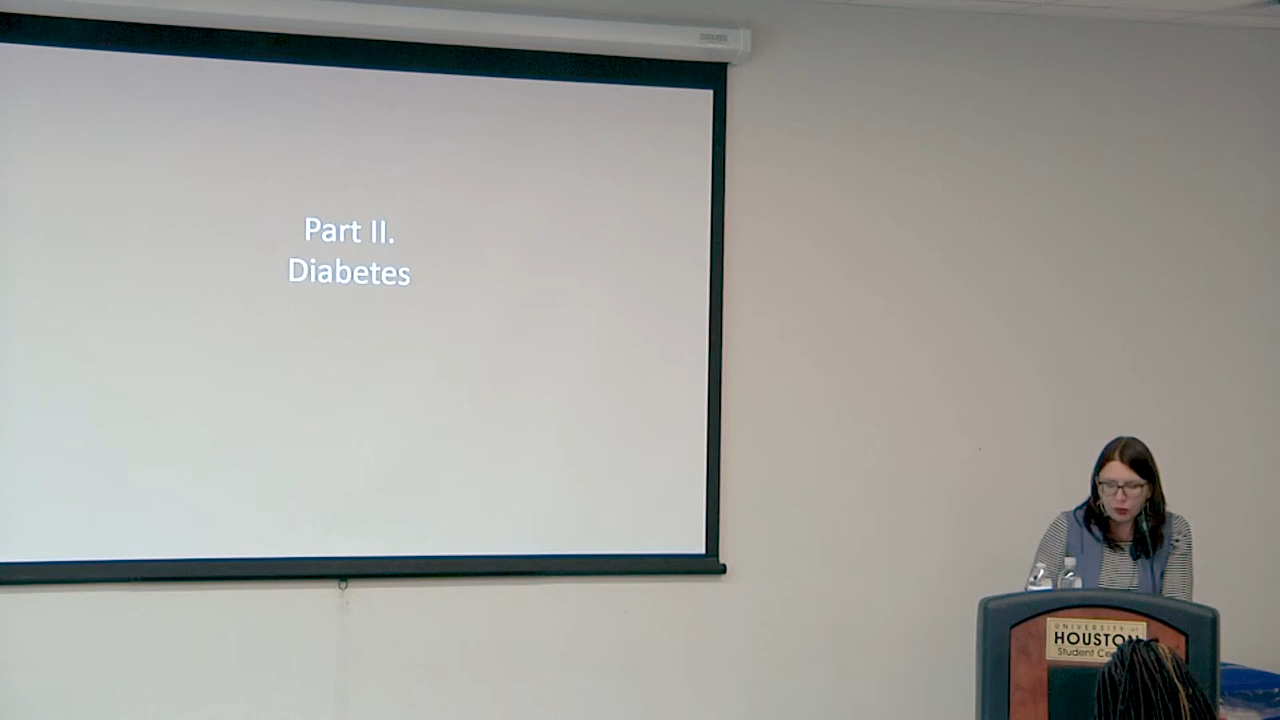 Part II.
Diabetes
UNIVERSITY of
HOUSTON
Student Ce